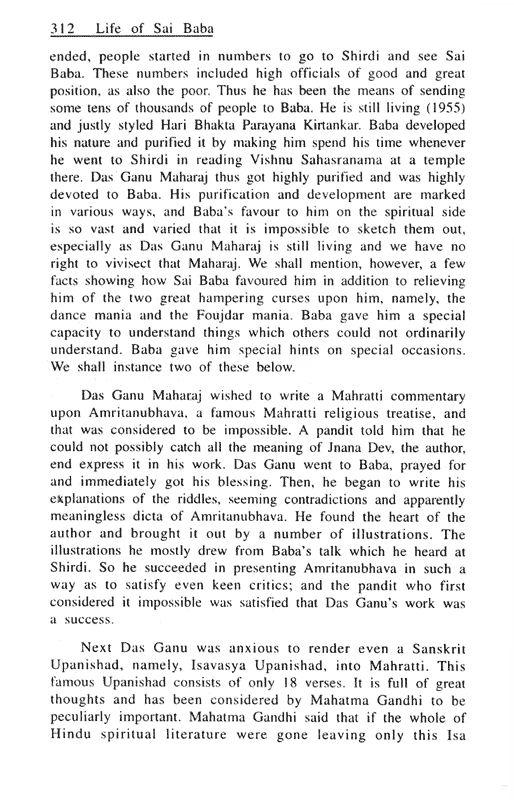 312 Life of Sai Baba
ended, people started in numbers to go to Shirdi and see Sai
Baba. These numbers included high officials of good and great
position, as also the poor. Thus he has been the means of sending
some tens of thousands of people to Baba. He is still living (1955)
and justly styled Hari Bhakta Parayana Kirtankar. Baba developed
his nature and purified it by making him spend his time whenever
he went to Shirdi in reading Vishnu Sahasranama at a temple
there. Das Ganu Maharaj thus got highly purified and was highly
devoted to Baba. His purification and development are marked
in various ways, and Baba's favour to him on the spiritual side
is so vast and varied that it is impossible to sketch them out,
especially as Das Ganu Maharaj is still living and we have no
right to vivisect that Maharaj. We shall mention, however, a few
facts showing how Sai Baba favoured him in addition to relieving
him of the two great hampering curses upon him, namely, the
dance mania and the Foujdar mania. Baba gave him a special
capacity to understand things which others could not ordinarily
understand. Baba gave him special hints on special occasions.
We shall instance two of these below.
Das Ganu Maharaj wished to write a Mahratti commentary
upon Amritanubhava, a famous Mahratti religious treatise, and
that was considered to be impossible. A pandit told him that he
could not possibly catch all the meaning of Jnana Dev, the author,
end express it in his work. Das Ganu went to Baba, prayed for
and immediately got his blessing. Then, he began to write his
explanations of the riddles, seeming contradictions and apparently
meaningless dicta of Amritanubhava. He found the heart of the
author and brought it out by a number of illustrations. The
illustrations he mostly drew from Baba's talk which he heard at
Shirdi. So he succeeded in presenting Amritanubhava in such a
way as to satisfy even keen critics; and the pandit who first
considered it impossible was satisfied that Das Ganu's work was
a success.
Next Das Ganu was anxious to render even a Sanskrit
Upanishad, namely, Isavasya Upanishad, into Mahratti. This
famous Upanishad consists of only 18 verses. It is full of great
thoughts and has been considered by Mahatma Gandhi to be
peculiarly important. Mahatma Gandhi said that if the whole of
Hindu spiritual literature were gone leaving only this Isa